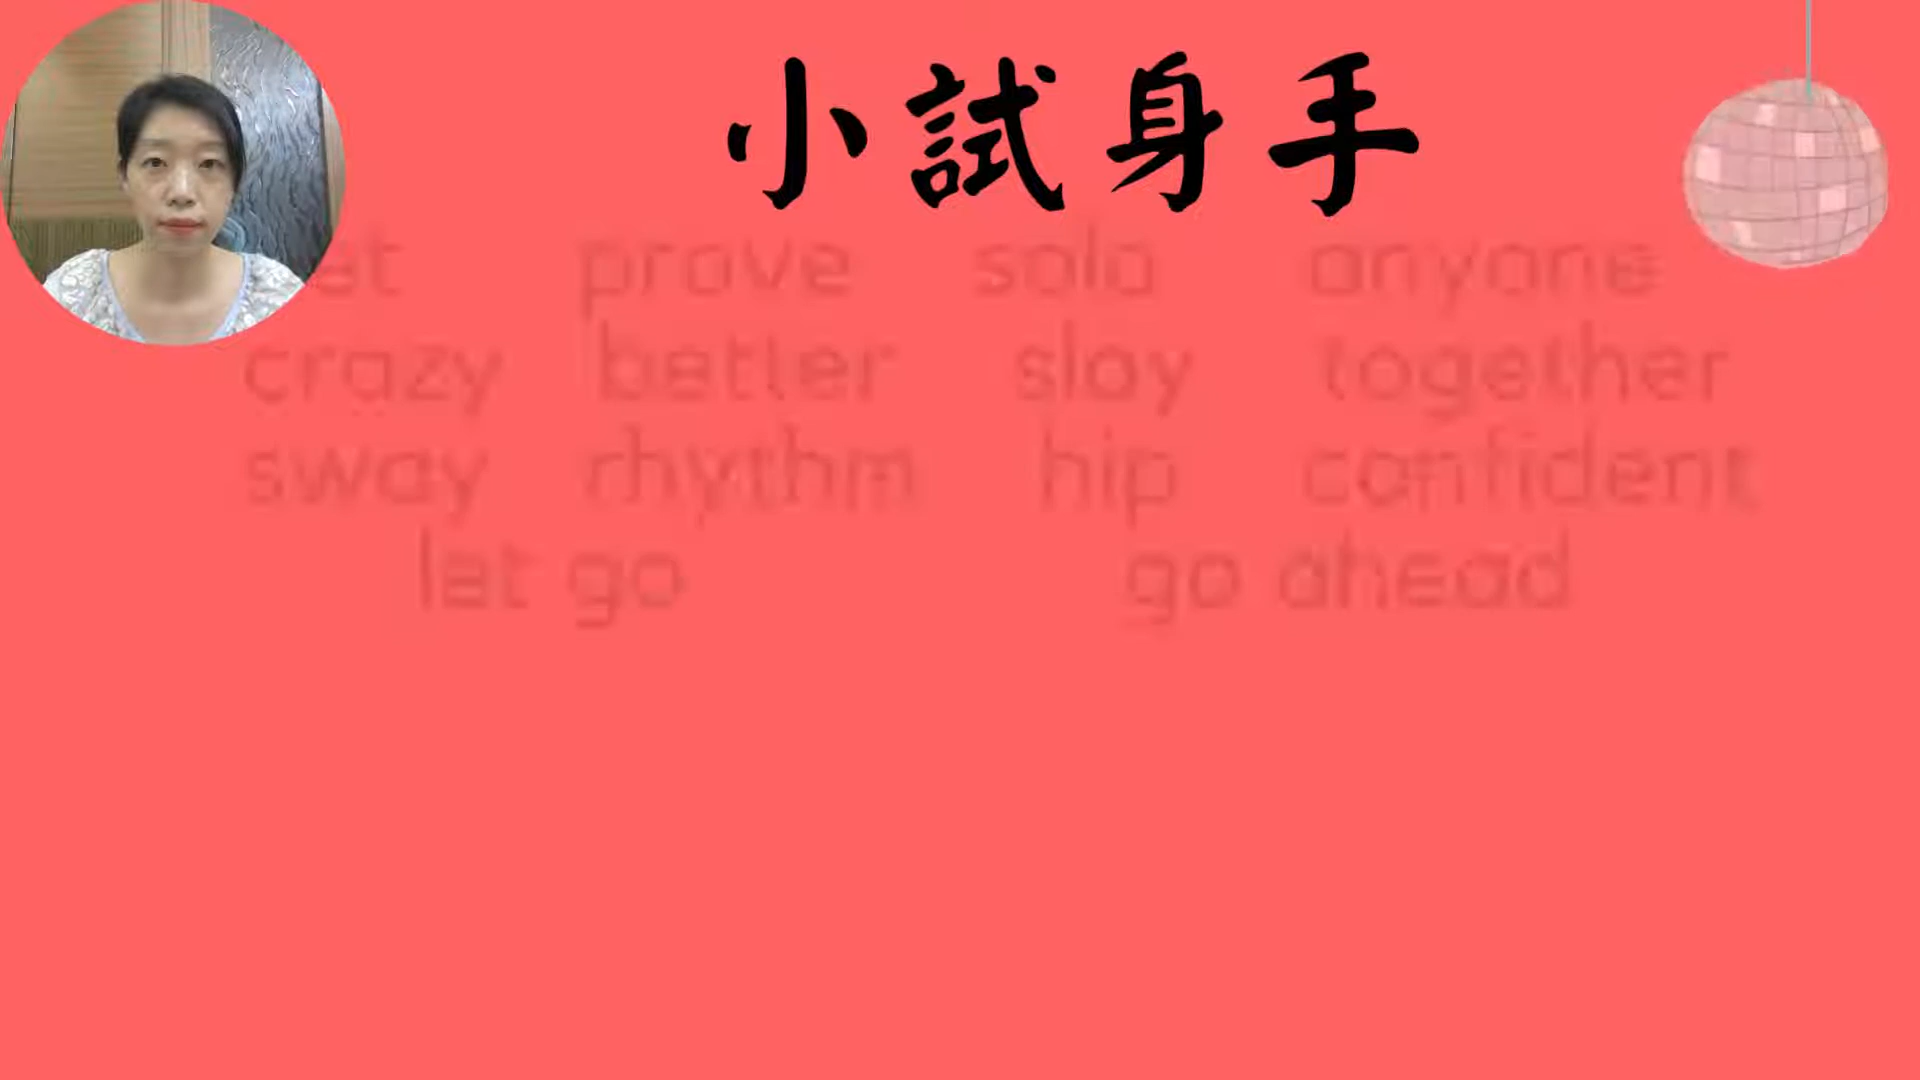 小試身手
prove solo anyone
crazy better slay together
sway rhythm hip confident
let go go ahead